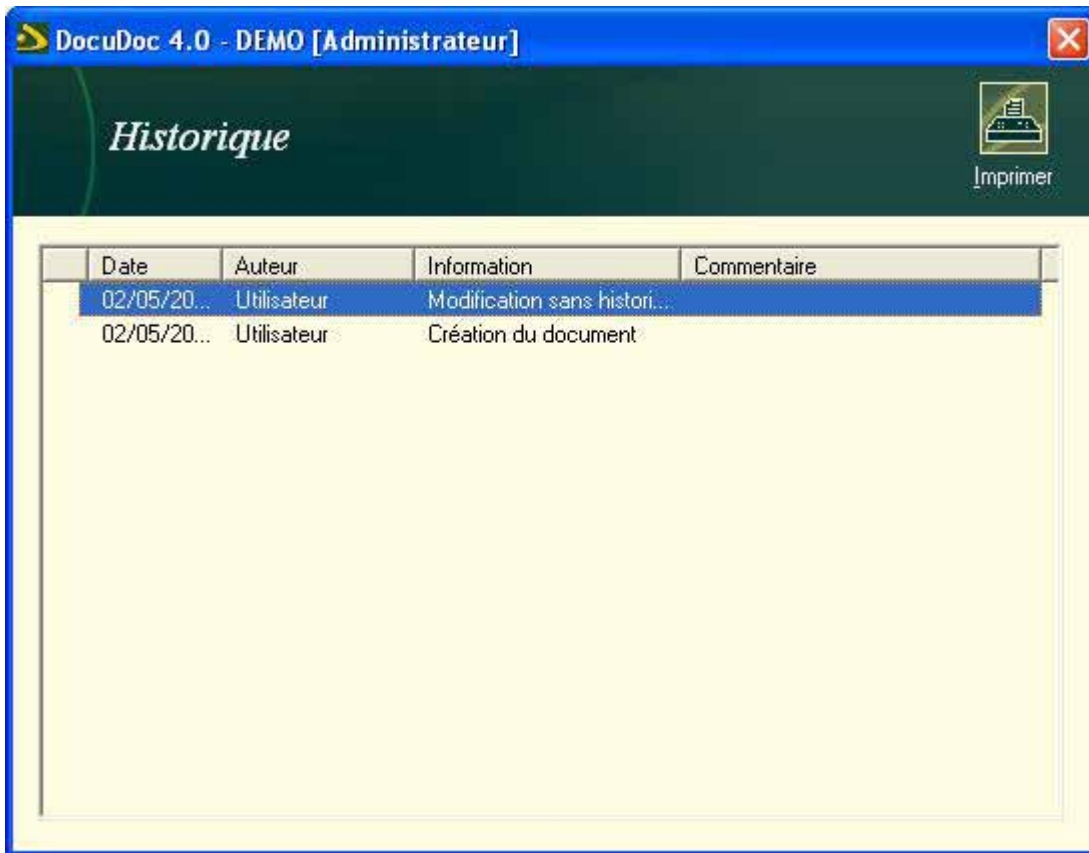 DocuDoc 4.0 - DEMO [Administrateur]
Historique
Imprimer
Date Auteur Information Commentaire
02/05/20... Utilisateur Modification sans histori...
02/05/20... Utilisateur Création du document